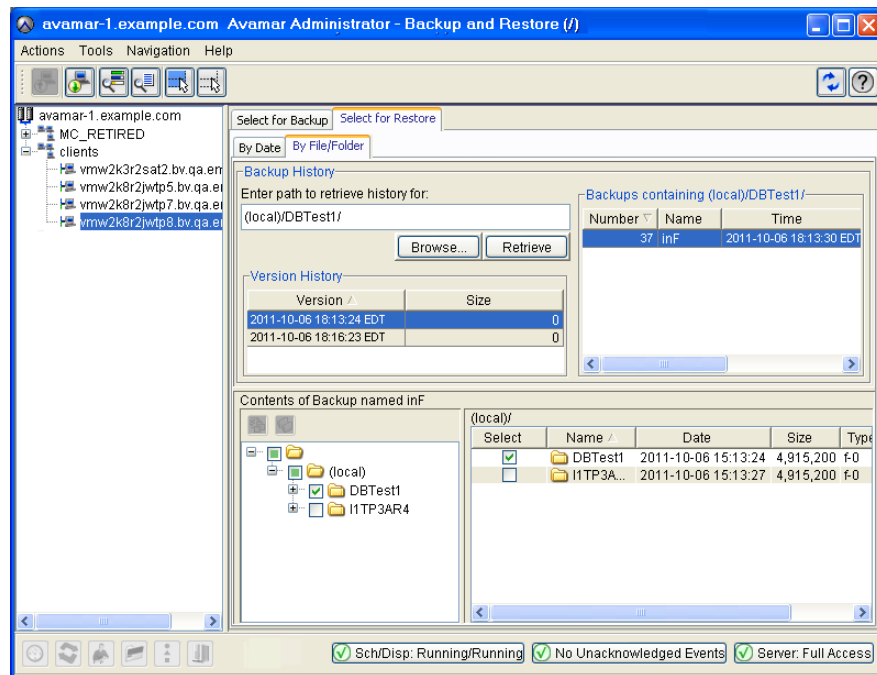 avamar-1.example.com Avamar Administrator - Backup and Restore (/)
Actions Tools Navigation Help
avamar-1.example.com
MC_RETIRED
clients
vmw2k3r2sat2.bv.qa.em
vmw2k8r2jwtp5.bv.qa.e
vmw2k8r2jwtp7.bv.qa.e
vmw2k8r2jwtp8.bv.qa.e
Select for Backup Select for Restore
By Date By File/Folder
Backup History
Enter path to retrieve history for:
(local)/DBTest1/
Browse... Retrieve
Version History
Version Size
2011-10-06 18:13:24 EDT 0
2011-10-06 18:16:23 EDT 0
Backups containing (local)/DBTest1/
Number Name Time
37 inF 2011-10-06 18:13:30 EDT
Contents of Backup named inF
(local)
DBTest1
I1TP3AR4
(local)/
Select Name Date Size Type
DBTest1 2011-10-06 15:13:24 4,915,200 f-0
I1TP3A... 2011-10-06 15:13:27 4,915,200 f-0
Sch/Disp: Running/Running No Unacknowledged Events Server: Full Access